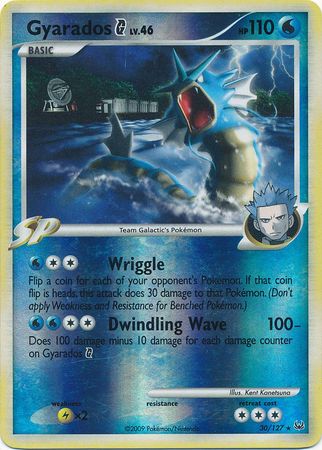 Gyarados G LV.46 HP 110
BASIC
Team Galactic's Pokémon
SP
Wriggle
Flip a coin for each of your opponent's Pokémon. If that coin
flip is heads, this attack does 30 damage to that Pokémon. (Don't
apply Weakness and Resistance for Benched Pokémon.)
Dwindling Wave 100-
Does 100 damage minus 10 damage for each damage counter
on Gyarados G
Illus. Kent Kanetsuna
weakness resistance retreat cost
x2
©2009 Pokémon/Nintendo
30/127 ★